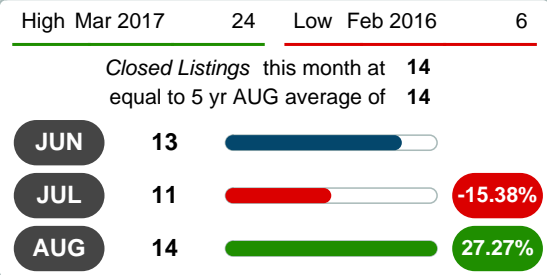 High Mar 2017 24 Low Feb 2016 6
Closed Listings this month at 14
equal to 5 yr AUG average of 14
JUN 13
JUL 11 -15.38%
AUG 14 27.27%